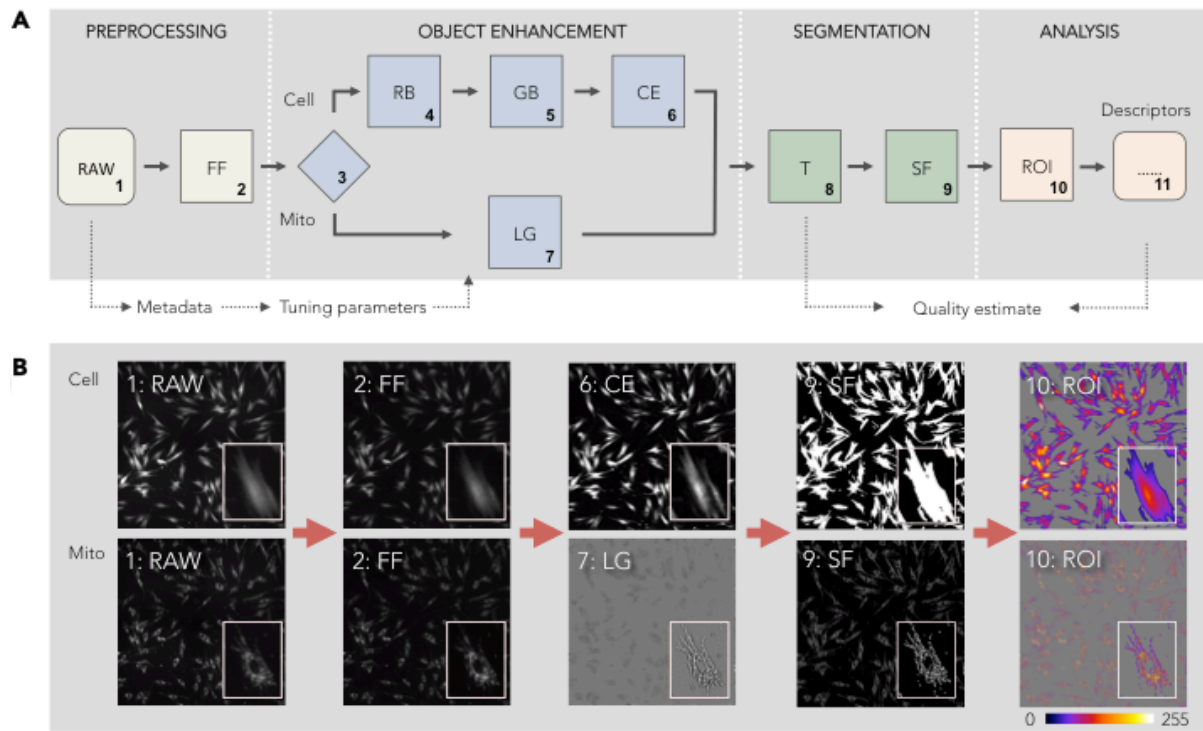 A
PREPROCESSING
OBJECT ENHANCEMENT
SEGMENTATION
ANALYSIS
Cell
RB
4
GB
5
CE
6
Descriptors
RAW
1
FF
2
3
T
8
SF
9
ROI
10
......
11
Mito
LG
7
Metadata
Tuning parameters
Quality estimate
B
Cell
1: RAW
2: FF
6: CE
9: SF
10: ROI
Mito
1: RAW
2: FF
7: LG
9: SF
10: ROI
0
255